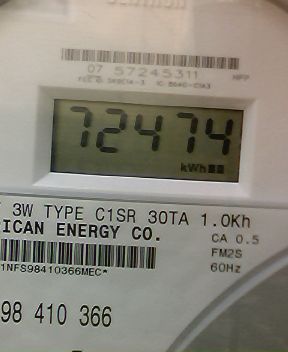 07 57245311
72474
kWh
3W TYPE C1SR 30TA 1.0Kh
ICAN ENERGY CO.
CA 0.5
FM2S
60Hz
1NFS98410366MEC*
98 410 366